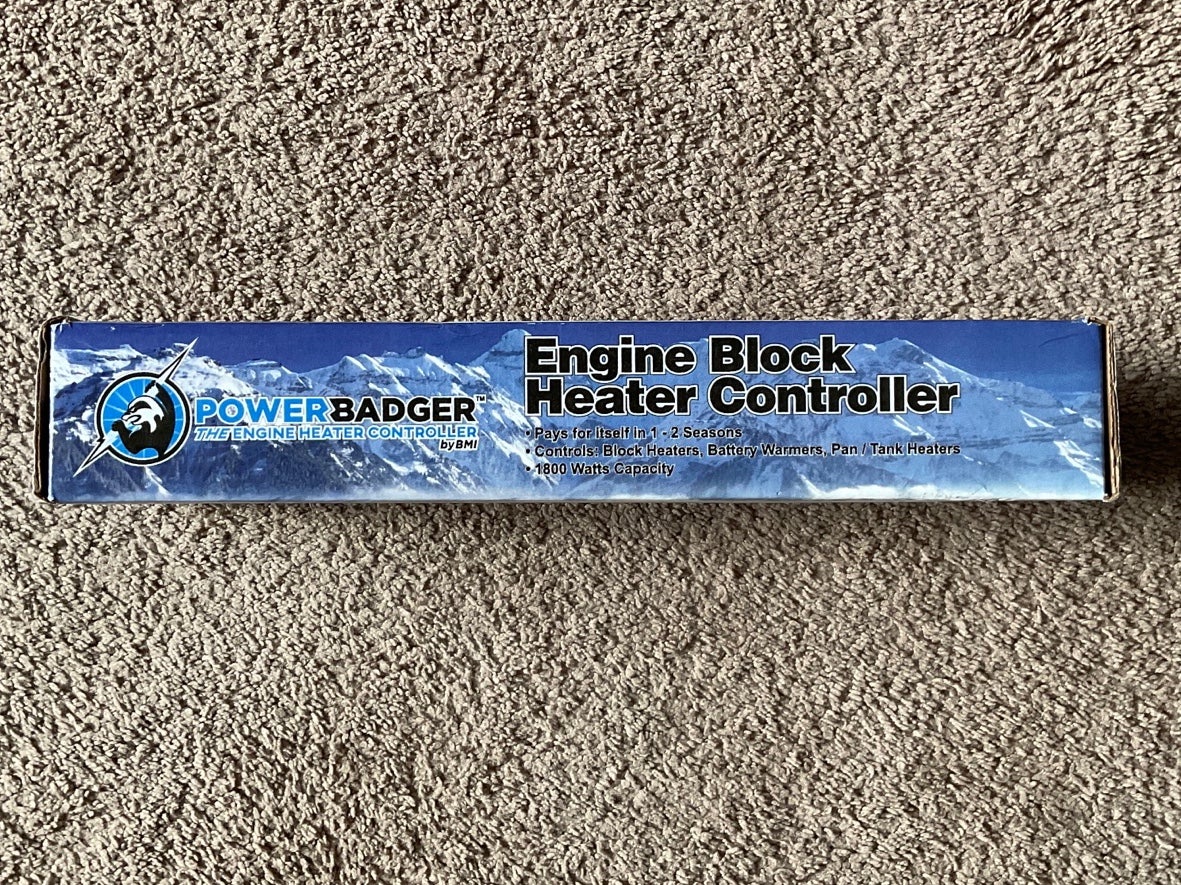 POWERBADGER™
THE ENGINE HEATER CONTROLLER
by BMI
Engine Block
Heater Controller
• Pays for itself in 1 - 2 Seasons
• Controls: Block Heaters, Battery Warmers, Pan / Tank Heaters
• 1800 Watts Capacity